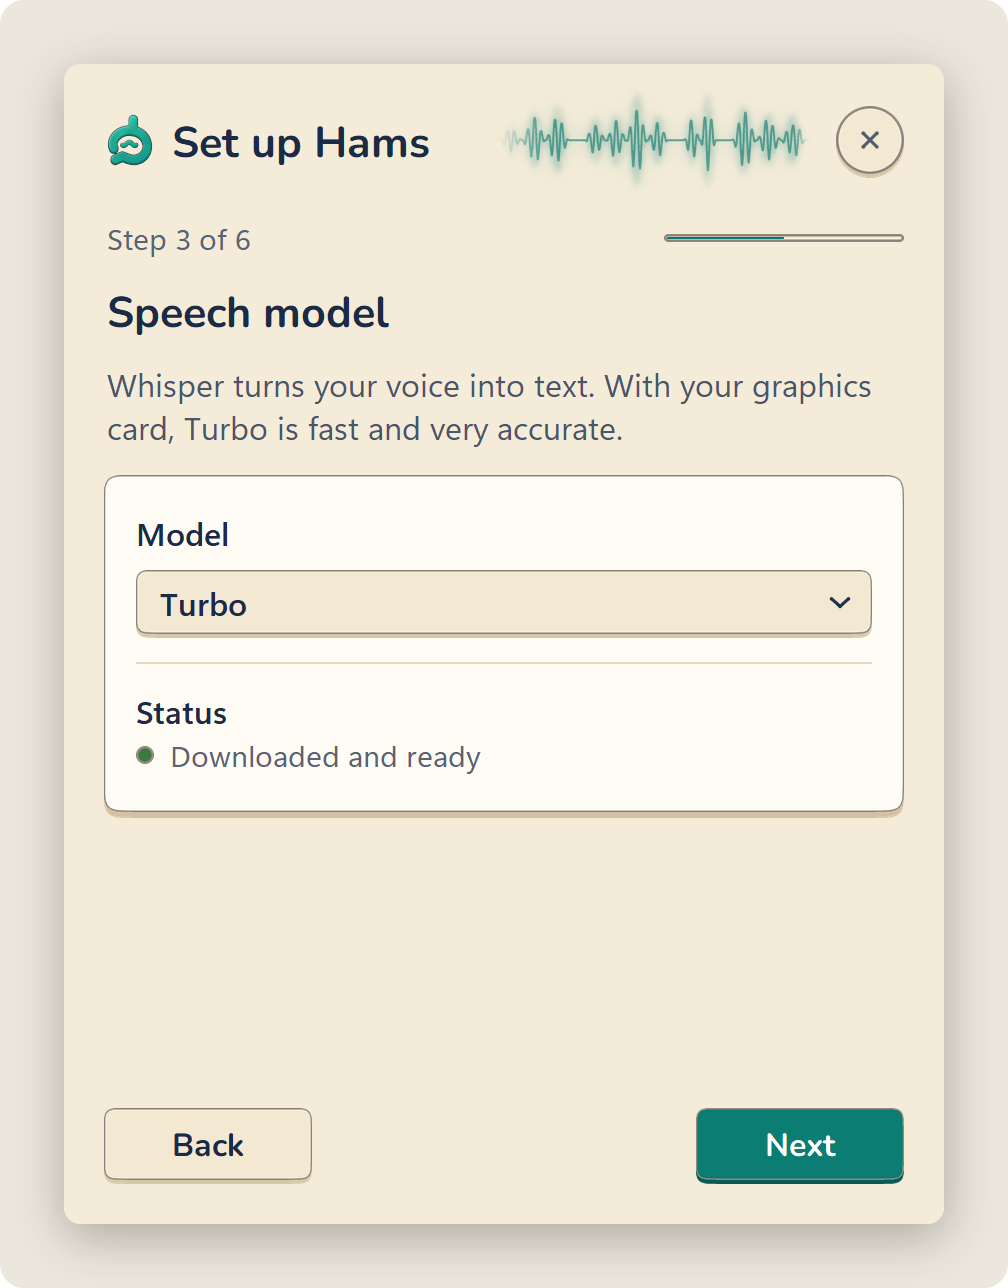 Set up Hams
Step 3 of 6
Speech model
Whisper turns your voice into text. With your graphics
card, Turbo is fast and very accurate.
Model
Turbo
Status
Downloaded and ready
Back
Next